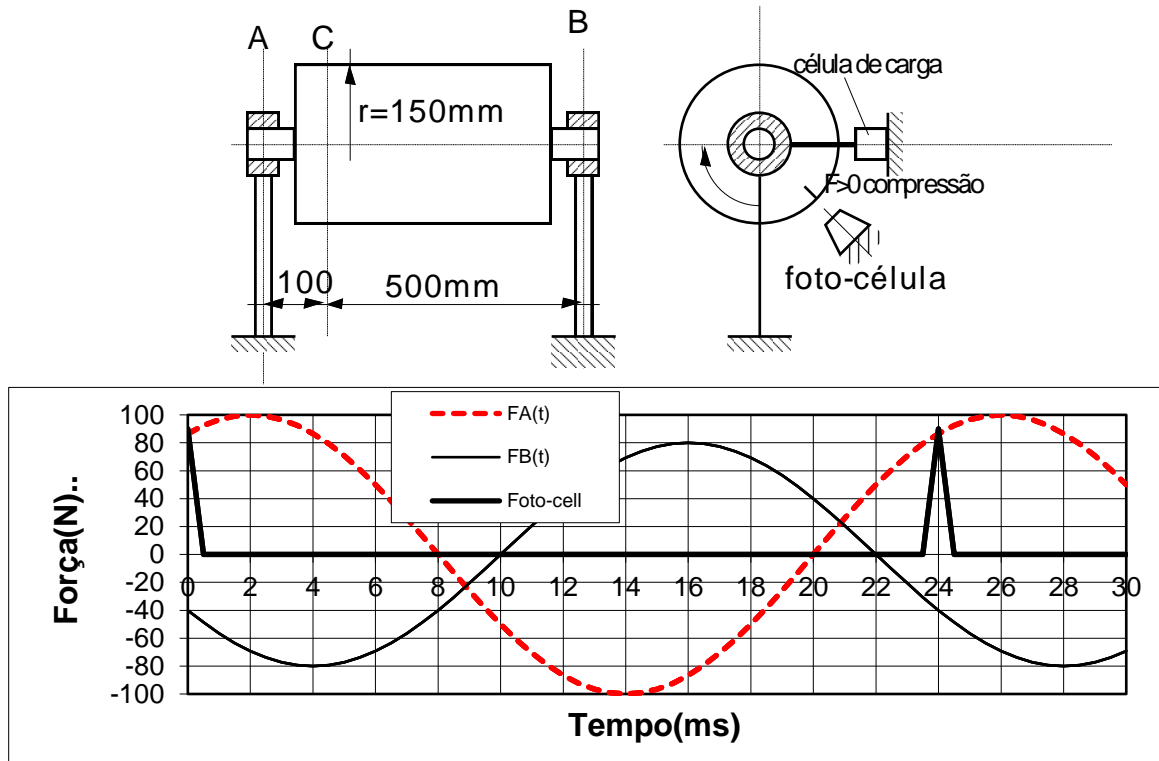 A
C
B
r=150mm
100
500mm
célula de carga
F>0 compressão
foto-célula
FA(t)
FB(t)
Foto-cell
100
80
60
40
20
0
-20
-40
-60
-80
-100
Força(N)..
0 2 4 6 8 10 12 14 16 18 20 22 24 26 28 30
Tempo(ms)